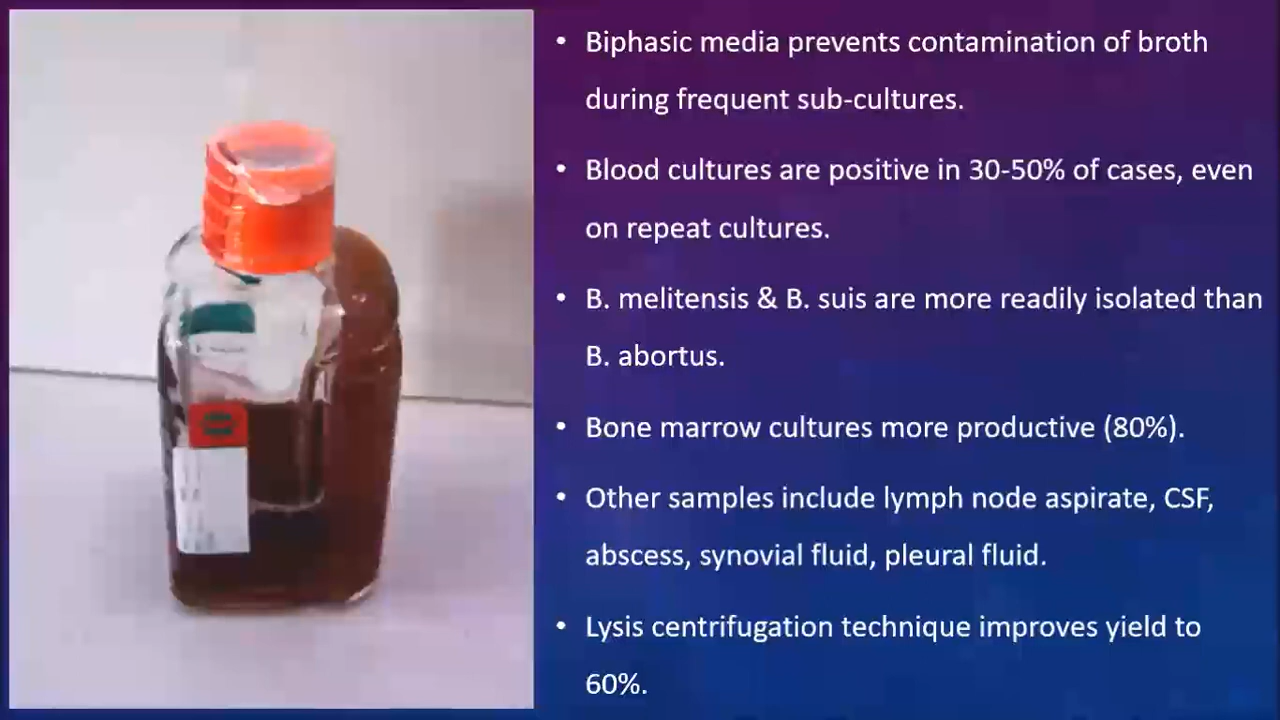 • Biphasic media prevents contamination of broth
during frequent sub-cultures.
• Blood cultures are positive in 30-50% of cases, even
on repeat cultures.
• B. melitensis & B. suis are more readily isolated than
B. abortus.
• Bone marrow cultures more productive (80%).
• Other samples include lymph node aspirate, CSF,
abscess, synovial fluid, pleural fluid.
• Lysis centrifugation technique improves yield to
60%.